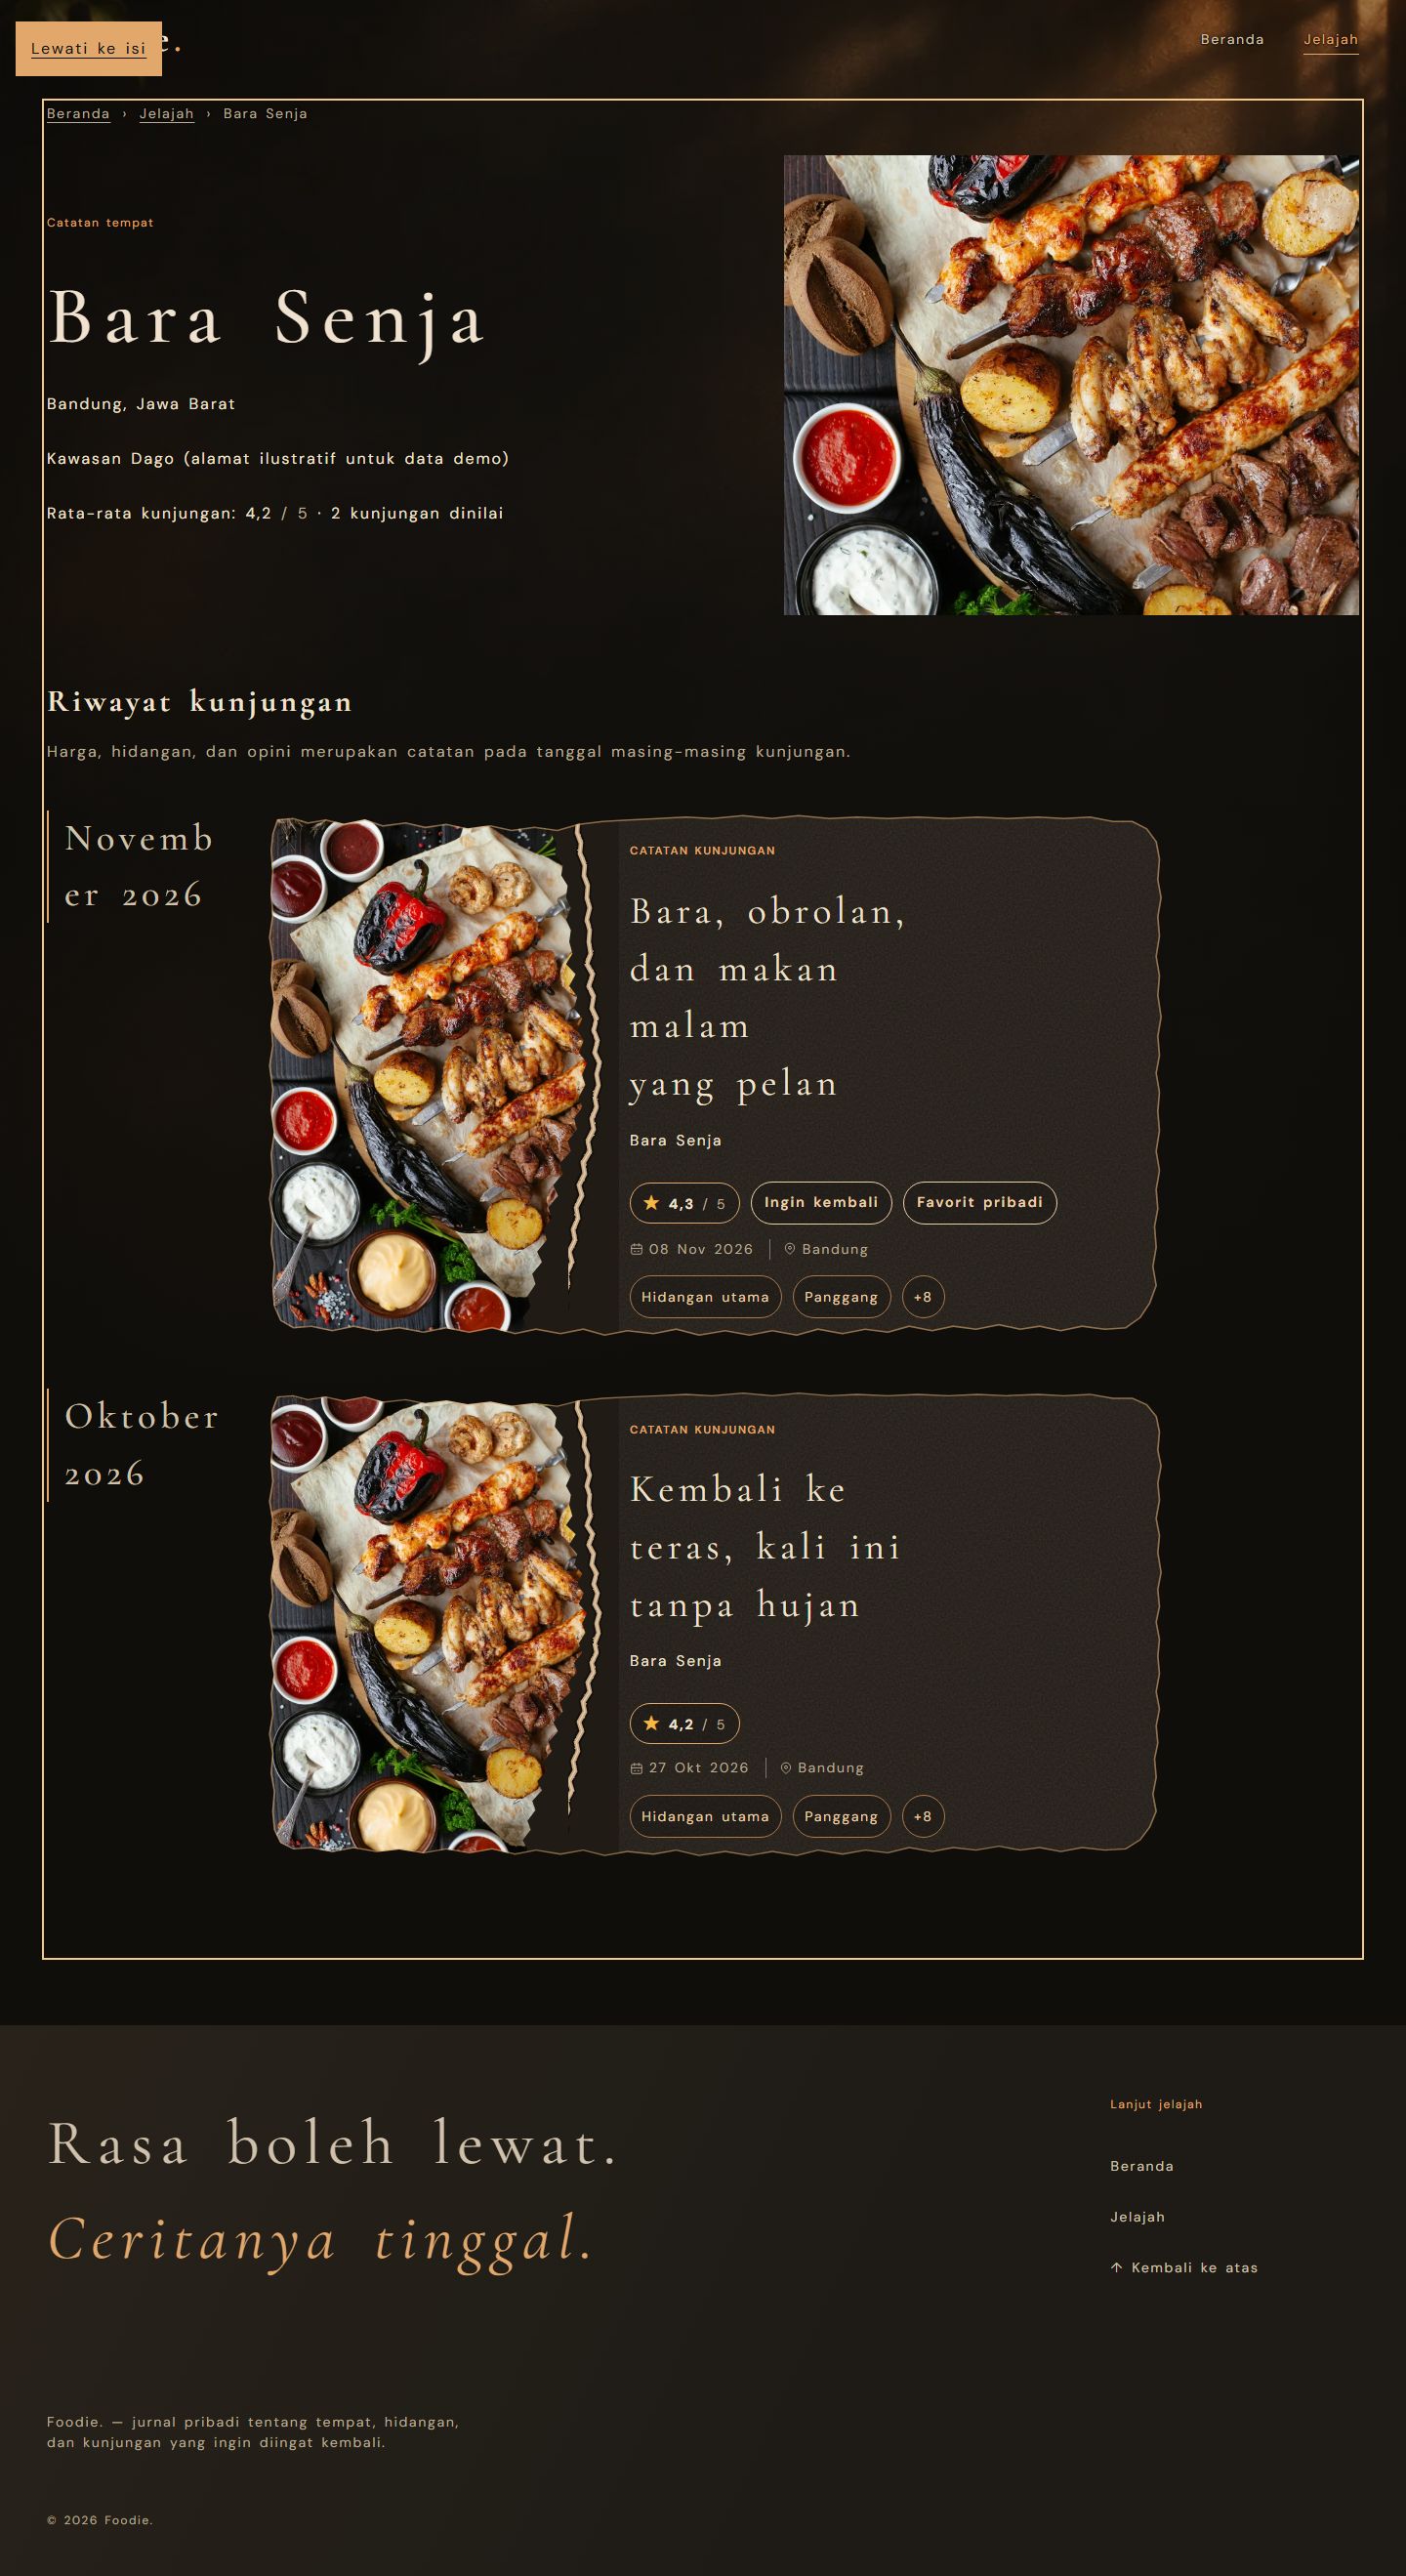 Lewati ke isi
e.
Beranda
Jelajah
Beranda › Jelajah › Bara Senja
Catatan tempat
Bara Senja
Bandung, Jawa Barat
Kawasan Dago (alamat ilustratif untuk data demo)
Rata-rata kunjungan: 4,2 / 5 · 2 kunjungan dinilai
Riwayat kunjungan
Harga, hidangan, dan opini merupakan catatan pada tanggal masing-masing kunjungan.
Novemb
er 2026
CATATAN KUNJUNGAN
Bara, obrolan,
dan makan
malam
yang pelan
Bara Senja
4,3 / 5
Ingin kembali
Favorit pribadi
08 Nov 2026
Bandung
Hidangan utama
Panggang
+8
Oktober
2026
CATATAN KUNJUNGAN
Kembali ke
teras, kali ini
tanpa hujan
Bara Senja
4,2 / 5
27 Okt 2026
Bandung
Hidangan utama
Panggang
+8
Rasa boleh lewat.
Ceritanya tinggal.
Lanjut jelajah
Beranda
Jelajah
↑ Kembali ke atas
Foodie. — jurnal pribadi tentang tempat, hidangan,
dan kunjungan yang ingin diingat kembali.
© 2026 Foodie.